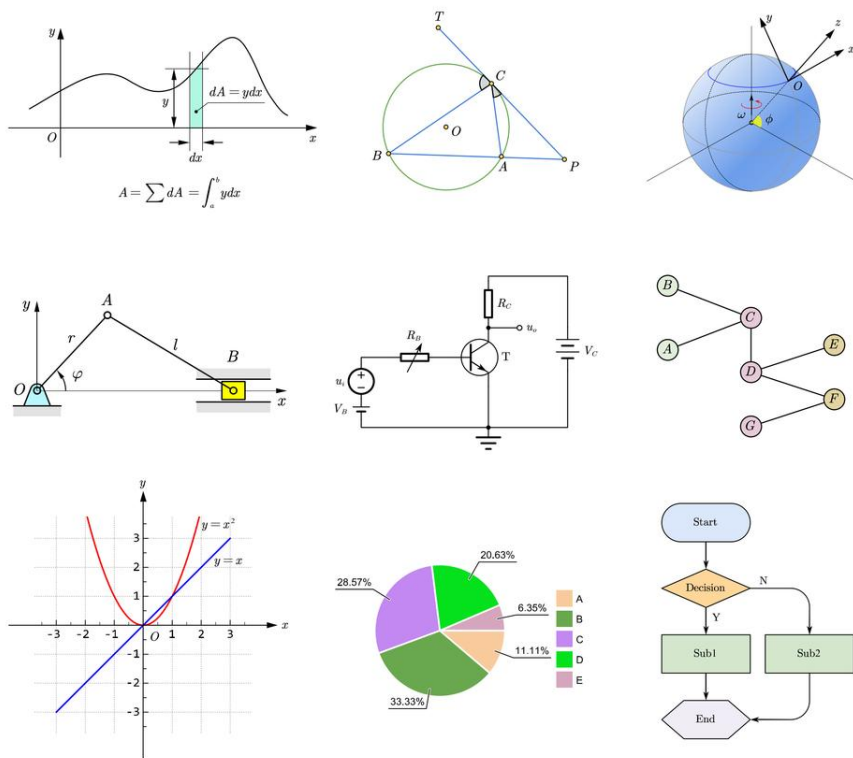 y
y
dA = ydx
O
x
dx
A = ∑ dA = ∫_a^b ydx
T
C
O
B
A
P
y
z
x
O
ω
ϕ
y
A
r
l
B
O
φ
x
R_C
u_o
R_B
T
V_C
u_i
V_B
B
C
A
E
D
F
G
y
y = x²
3
2
1
y = x
-3 -2 -1 O 1 2 3 x
-1
-2
-3
28.57%
20.63%
6.35%
11.11%
33.33%
A
B
C
D
E
Start
Decision
N
Y
Sub1
Sub2
End